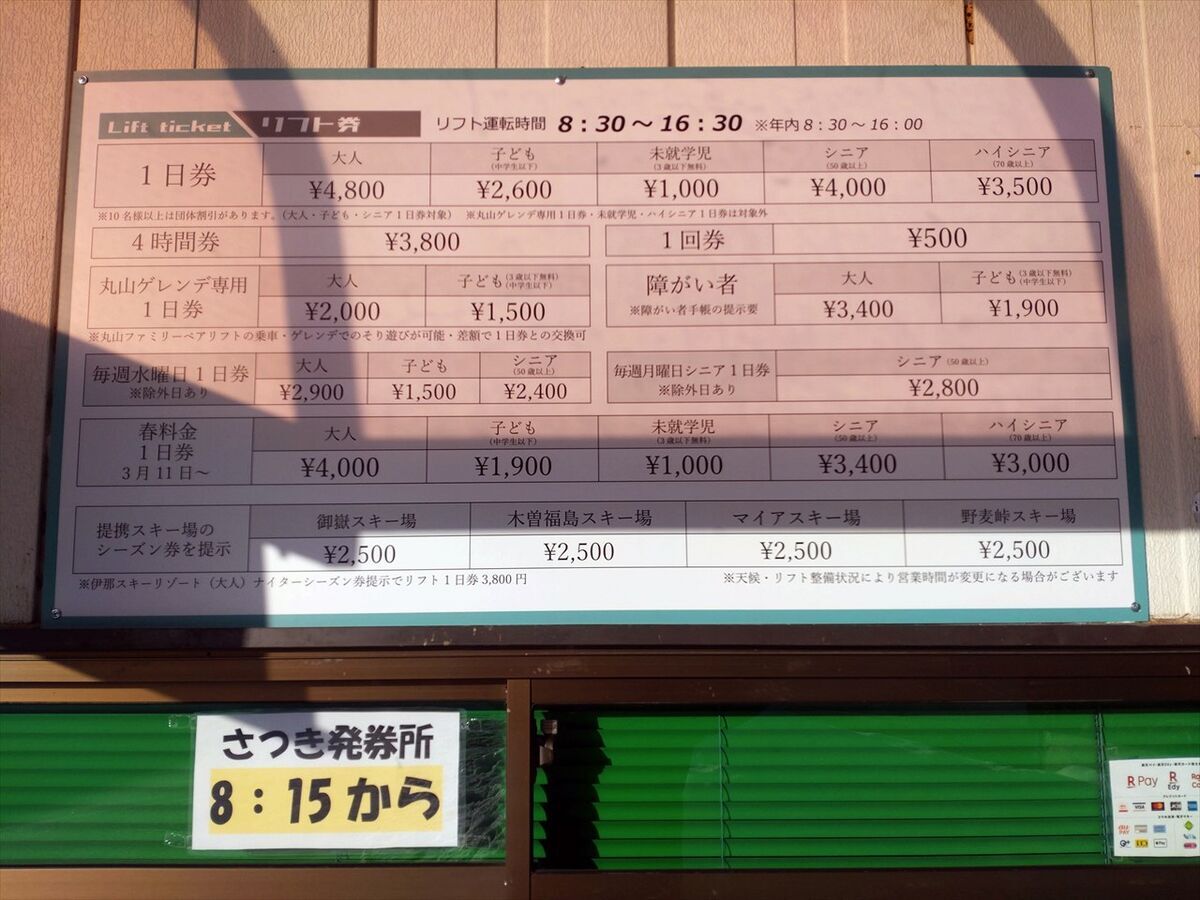 Lift ticket リフト券 リフト運転時間 8:30～16:30 ※年内8:30～16:00
1日券 大人 子ども(中学生以下) 未就学児(3歳以下無料) シニア(50歳以上) ハイシニア(70歳以上)
¥4,800 ¥2,600 ¥1,000 ¥4,000 ¥3,500
※10名様以上は団体割引があります。(大人・子ども・シニア1日券対象) ※丸山ゲレンデ専用1日券・未就学児・ハイシニア1日券は対象外
4時間券 ¥3,800 1回券 ¥500
丸山ゲレンデ専用 1日券 大人 子ども(3歳以下無料 中学生以下)
¥2,000 ¥1,500
※丸山ファミリーペアリフトの乗車・ゲレンデでのそり遊びが可能・差額で1日券との交換可
障がい者 ※障がい者手帳の提示要 大人 子ども(3歳以下無料 中学生以下)
¥3,400 ¥1,900
毎週水曜日1日券 ※除外日あり 大人 子ども シニア(50歳以上)
¥2,900 ¥1,500 ¥2,400
毎週月曜日シニア1日券 ※除外日あり シニア(50歳以上)
¥2,800
春料金 1日券 3月11日～ 大人 子ども(中学生以下) 未就学児(3歳以下無料) シニア(50歳以上) ハイシニア(70歳以上)
¥4,000 ¥1,900 ¥1,000 ¥3,400 ¥3,000
提携スキー場の シーズン券を提示 御嶽スキー場 木曽福島スキー場 マイアスキー場 野麦峠スキー場
¥2,500 ¥2,500 ¥2,500 ¥2,500
※伊那スキーリゾート(大人)ナイターシーズン券提示でリフト1日券3,800円 ※天候・リフト整備状況により営業時間が変更になる場合がございます
さつき発券所
8:15から
R Pay R Edy
VISA